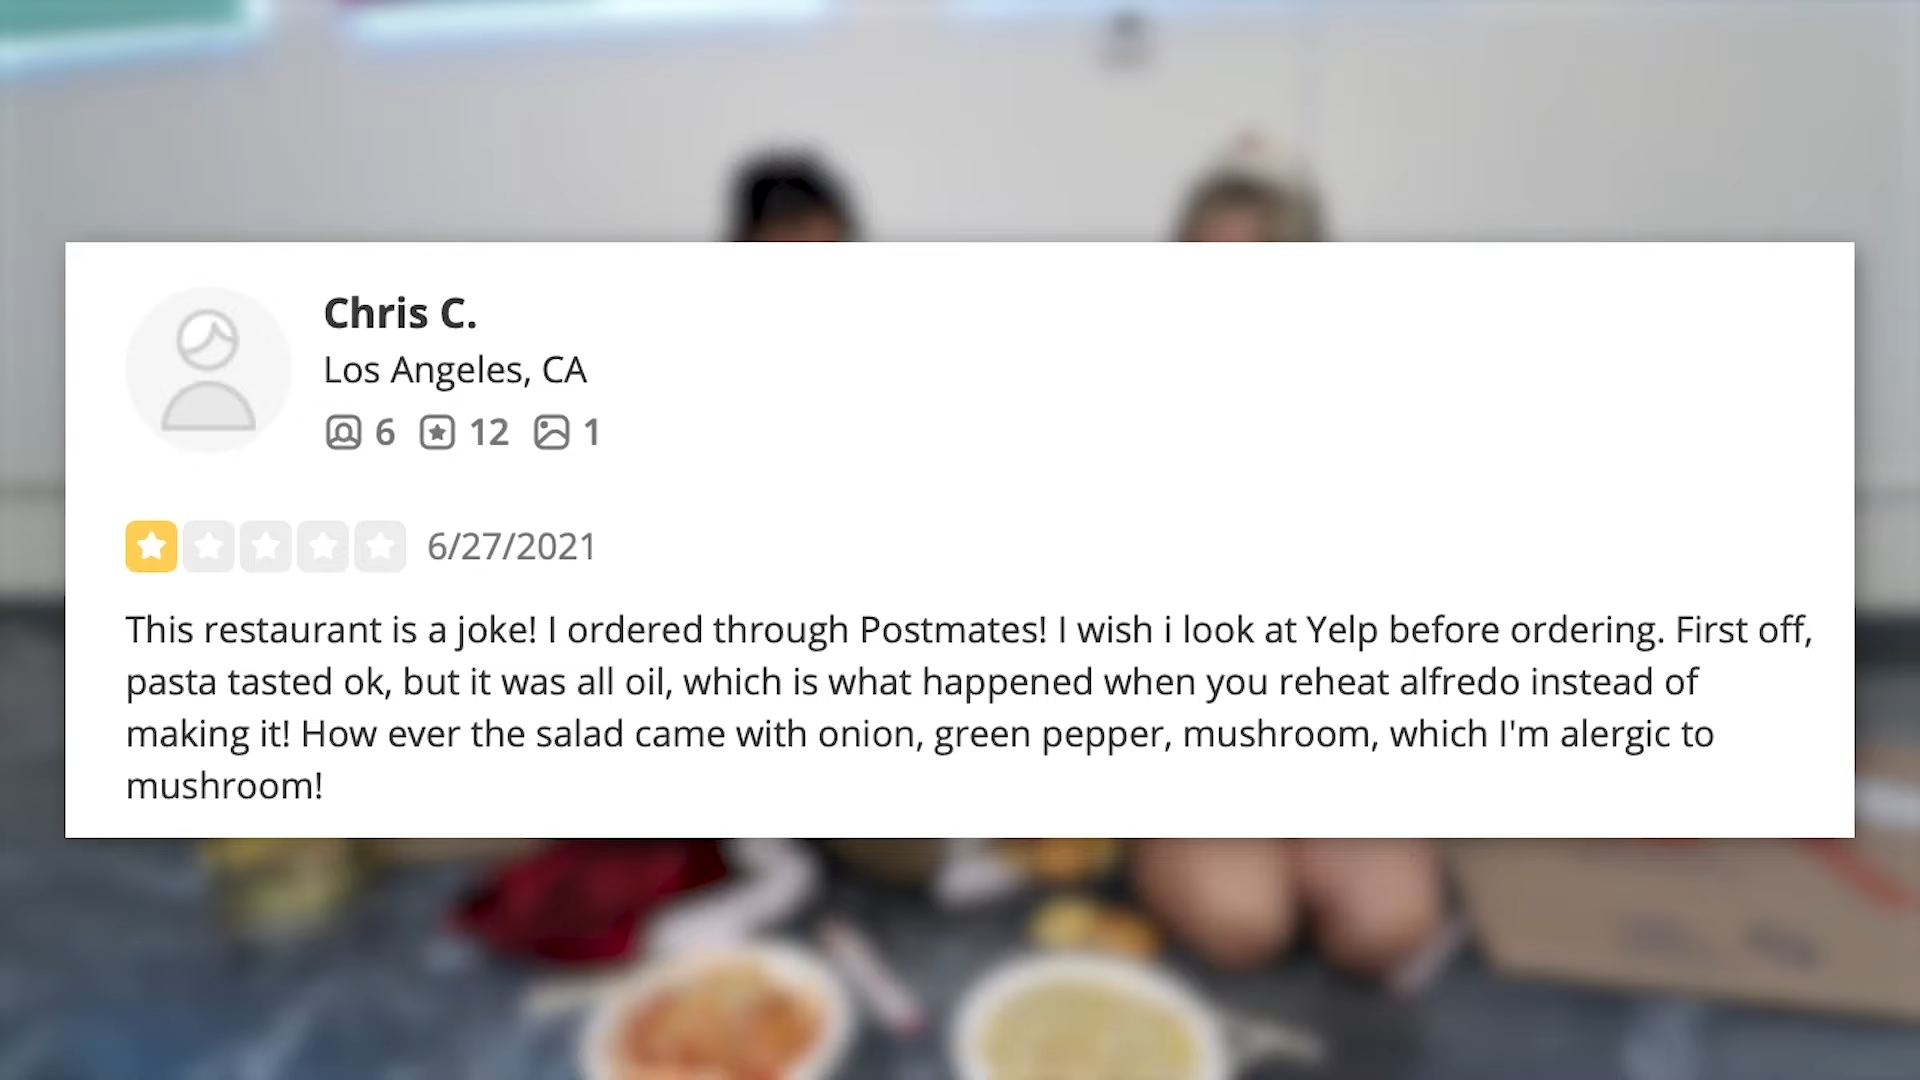 Chris C.
Los Angeles, CA
6 12 1
6/27/2021
This restaurant is a joke! I ordered through Postmates! I wish i look at Yelp before ordering. First off,
pasta tasted ok, but it was all oil, which is what happened when you reheat alfredo instead of
making it! How ever the salad came with onion, green pepper, mushroom, which I'm alergic to
mushroom!